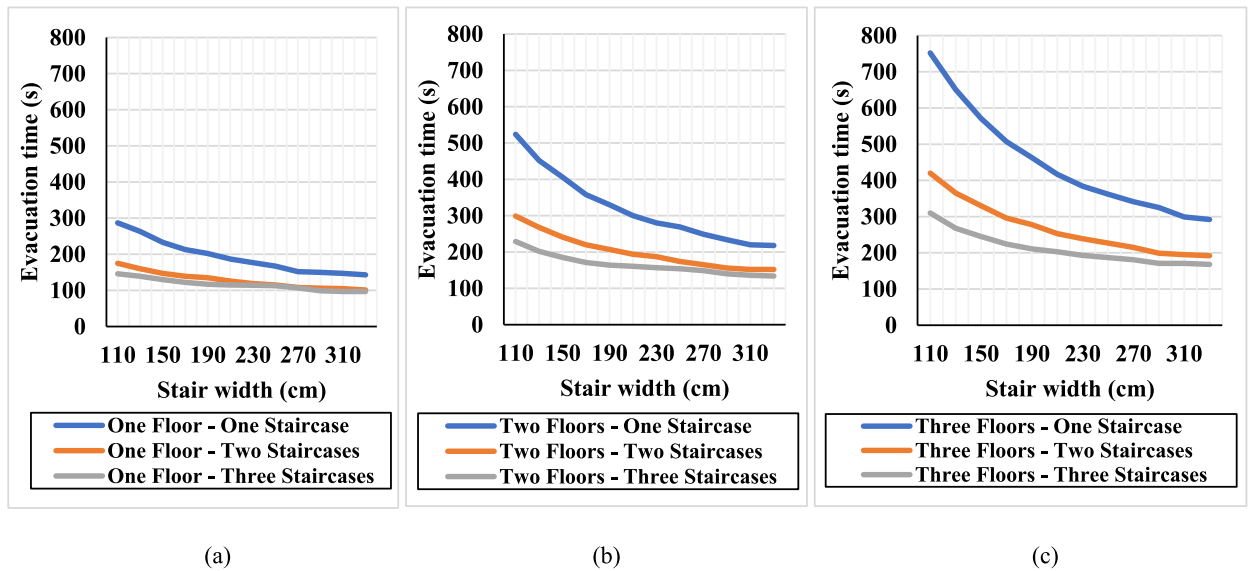 Evacuation time (s)
800
700
600
500
400
300
200
100
0
110 150 190 230 270 310
Stair width (cm)
One Floor - One Staircase
One Floor - Two Staircases
One Floor - Three Staircases
(a)
Evacuation time (s)
800
700
600
500
400
300
200
100
0
110 150 190 230 270 310
Stair width (cm)
Two Floors - One Staircase
Two Floors - Two Staircases
Two Floors - Three Staircases
(b)
Evacuation time (s)
800
700
600
500
400
300
200
100
0
110 150 190 230 270 310
Stair width (cm)
Three Floors - One Staircase
Three Floors - Two Staircases
Three Floors - Three Staircases
(c)